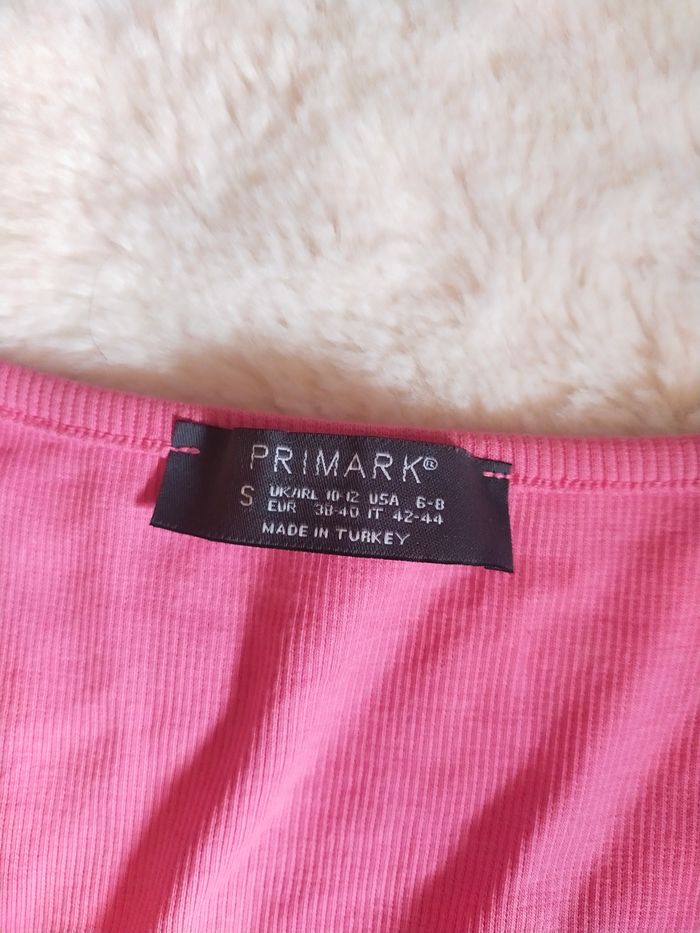 PRIMARK®
S UK/IRL 10-12 USA 6-8
EUR 38-40 IT 42-44
MADE IN TURKEY